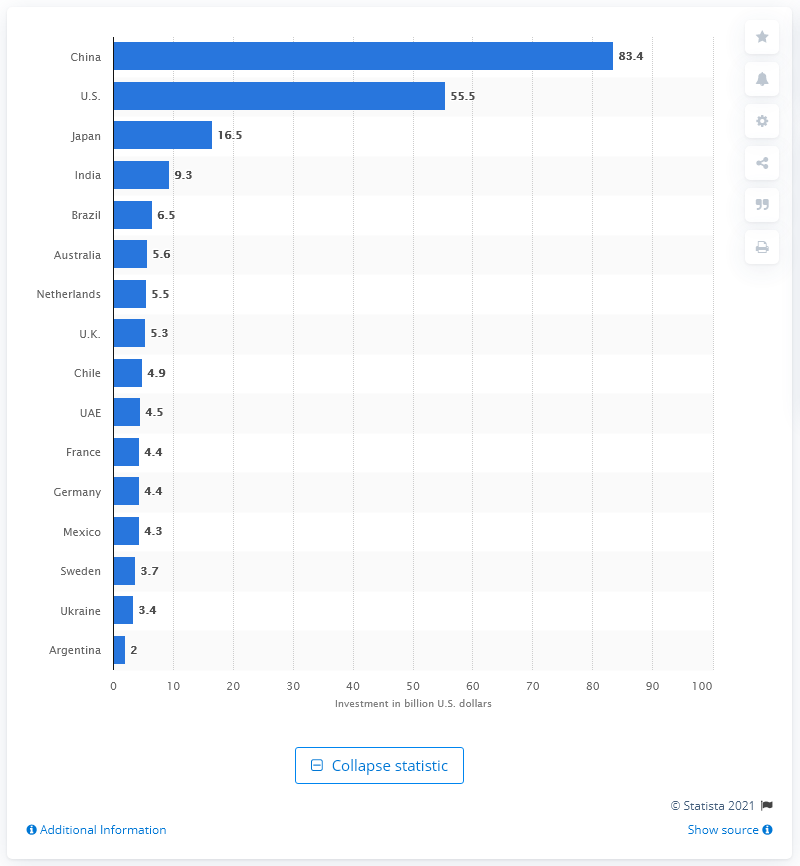 China 83.4
U.S. 55.5
Japan 16.5
India 9.3
Brazil 6.5
Australia 5.6
Netherlands 5.5
U.K. 5.3
Chile 4.9
UAE 4.5
France 4.4
Germany 4.4
Mexico 4.3
Sweden 3.7
Ukraine 3.4
Argentina 2
0 10 20 30 40 50 60 70 80 90 100
Investment in billion U.S. dollars
Collapse statistic
© Statista 2021
Additional Information Show source